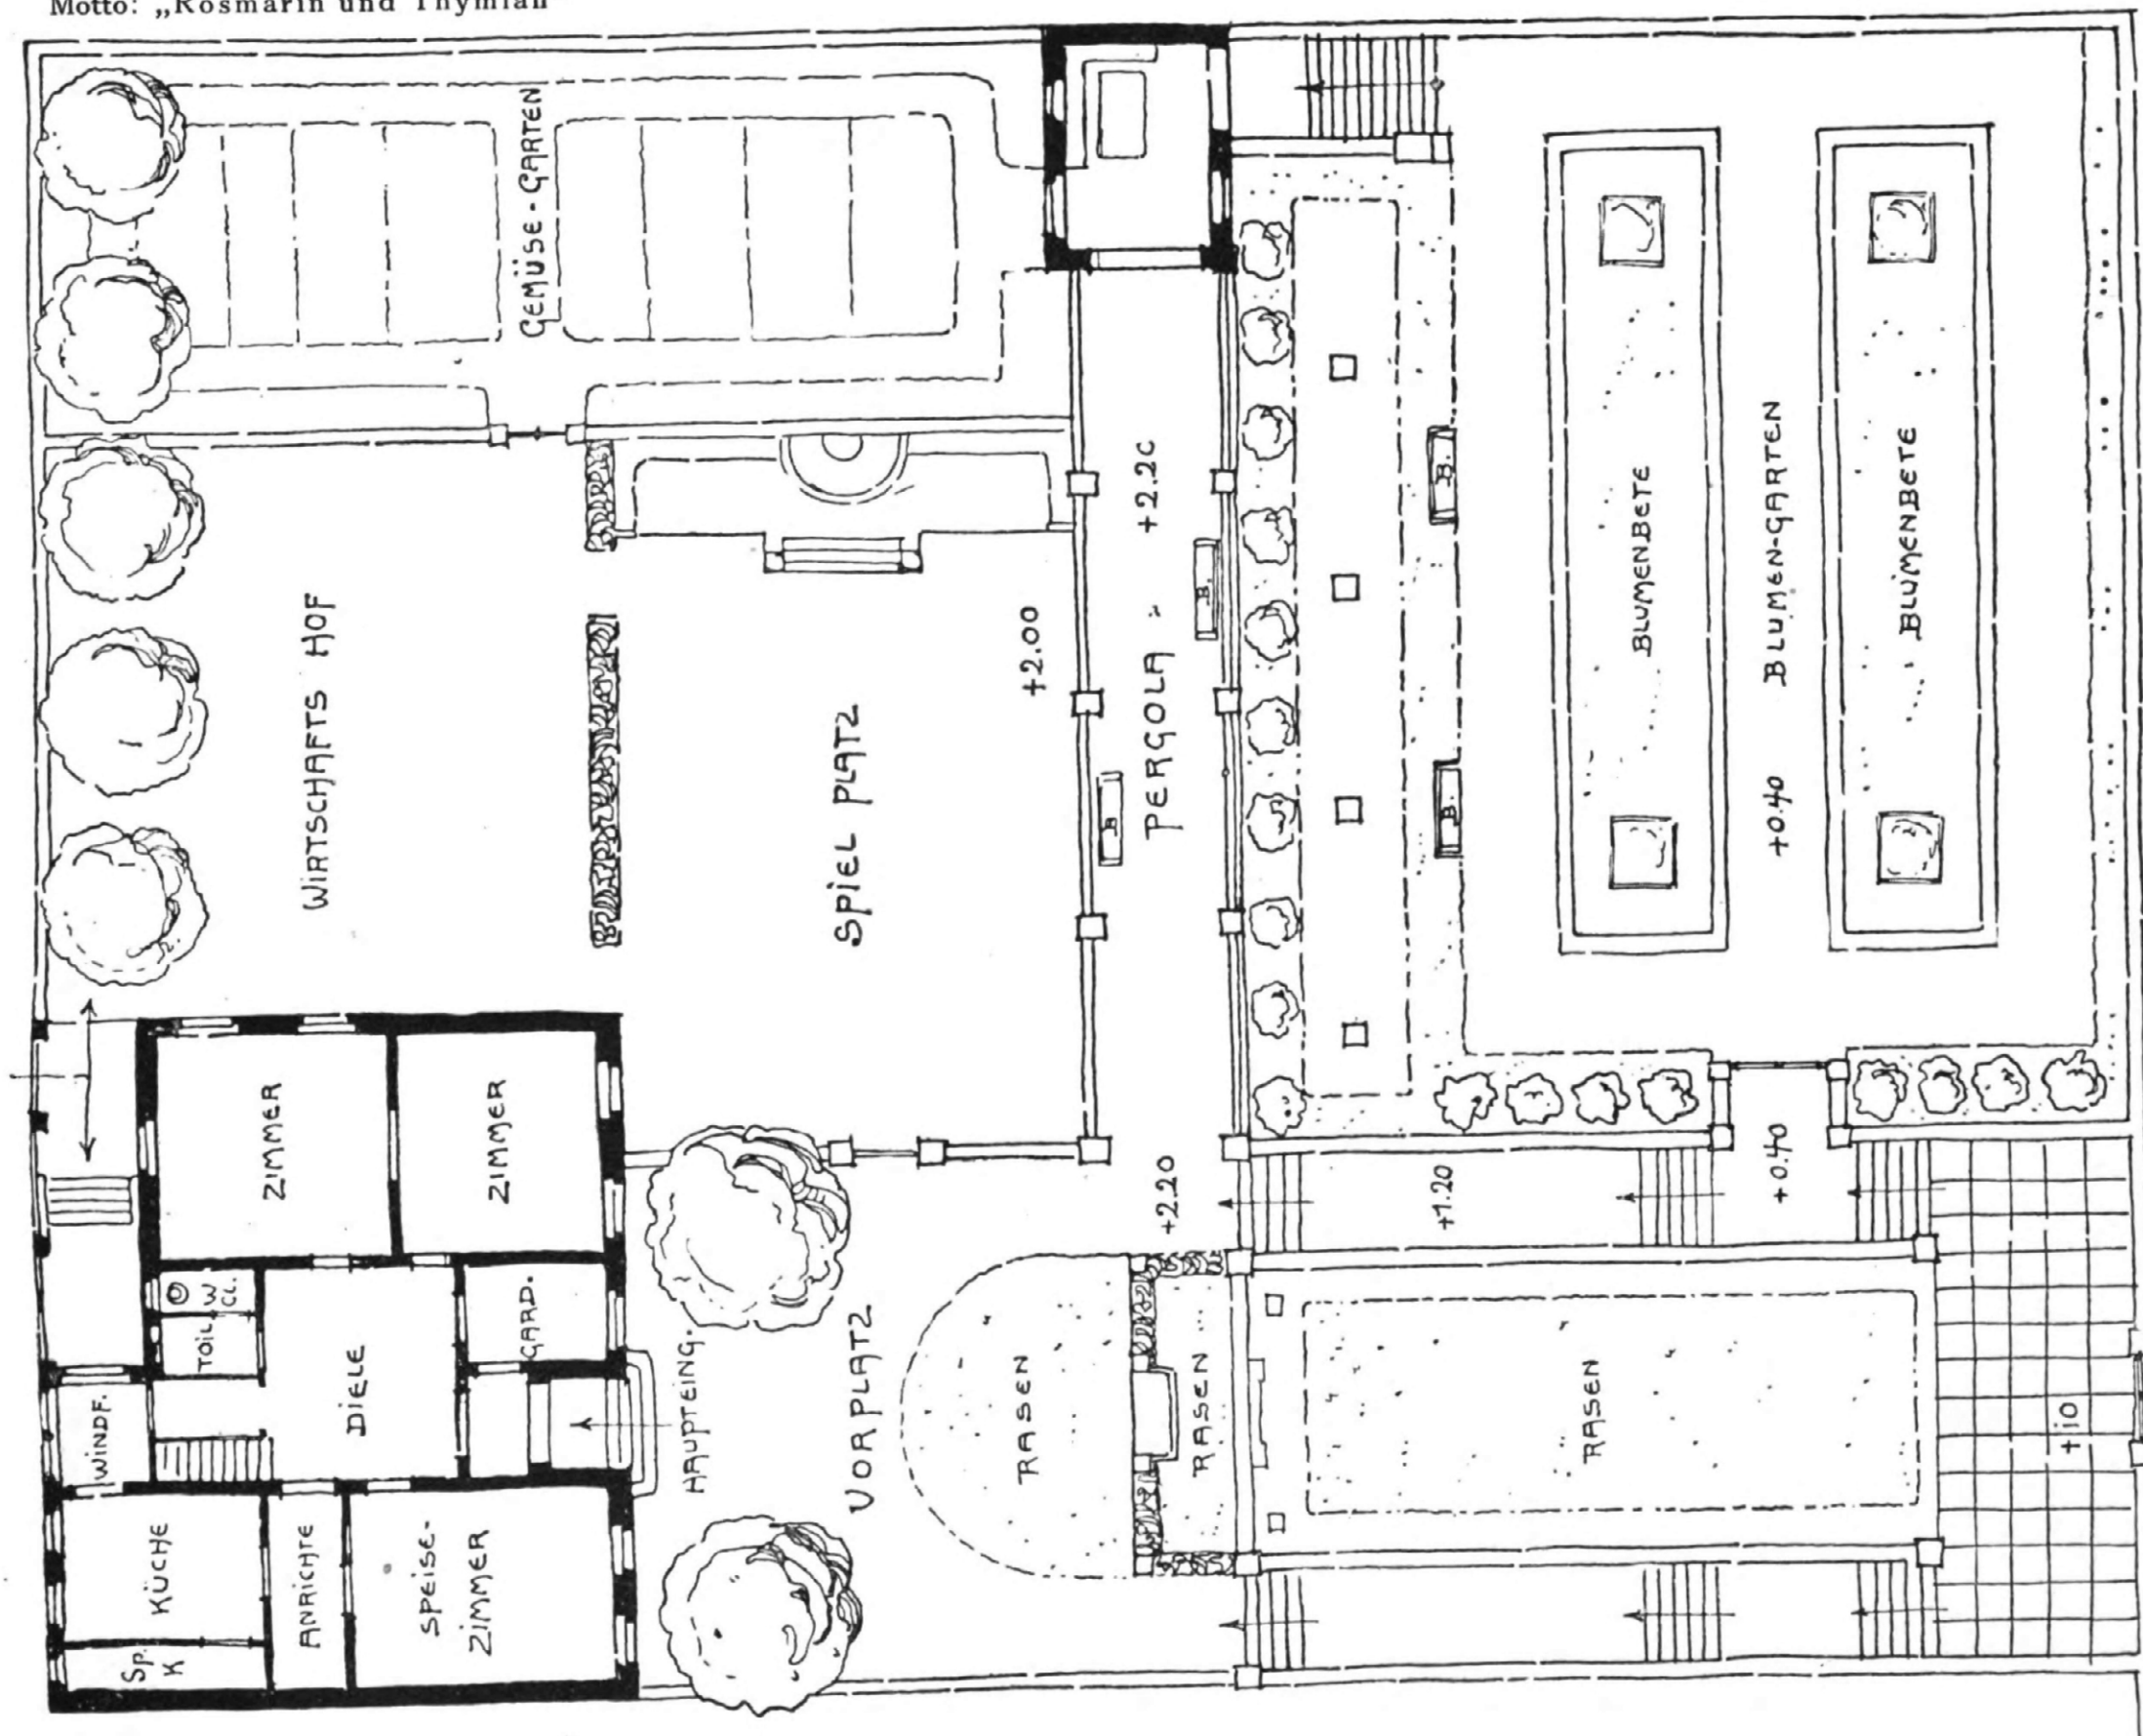 Motto: „Rosmarin und Thymian
GEMÜSE-GARTEN
WIRTSCHAFTS HOF
SPIEL PLATZ
+2.00
PERGOLA = +2.20
B.
B
B.
B.
BLUMENBETE
BLUMEN-GARTEN
+0.40
BLUMENBETE
ZIMMER
ZIMMER
W
CL.
TOIL.
GARD.
DIELE
WINDF.
KÜCHE
Sp.
K
ANRICHTE
SPEISE-
ZIMMER
HAUPTEING.
VORPLATZ
RASEN
RASEN
RASEN
+2.20
+1.20
+0.40